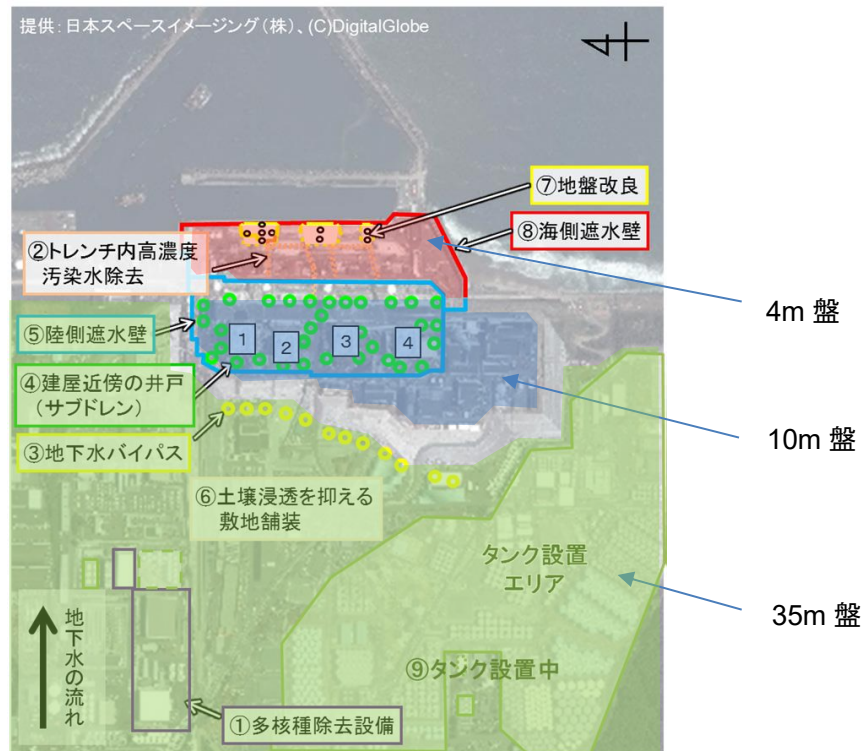 提供:日本スペースイメージング(株)、(C)DigitalGlobe
⑦地盤改良
⑧海側遮水壁
②トレンチ内高濃度
汚染水除去
4m 盤
⑤陸側遮水壁
1
2
3
4
④建屋近傍の井戸
(サブドレン)
10m 盤
③地下水バイパス
⑥土壌浸透を抑える
敷地舗装
タンク設置
エリア
35m 盤
地下水の流れ
⑨タンク設置中
①多核種除去設備